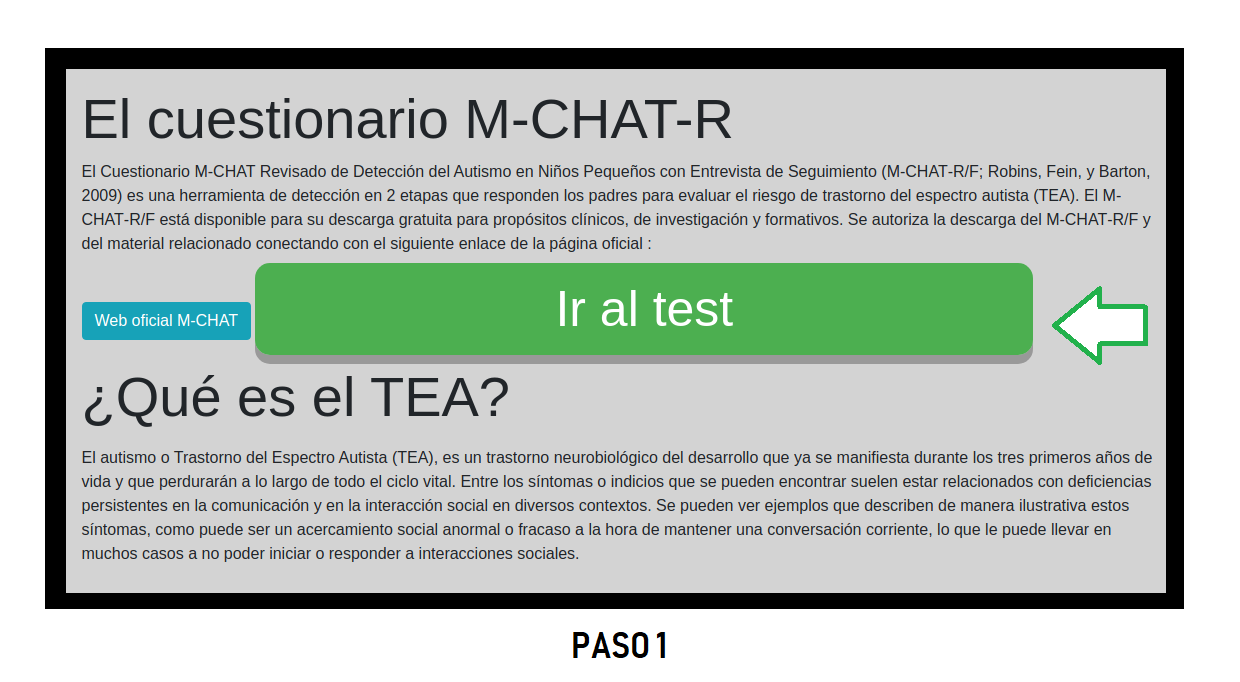 El cuestionario M-CHAT-R
El Cuestionario M-CHAT Revisado de Detección del Autismo en Niños Pequeños con Entrevista de Seguimiento (M-CHAT-R/F; Robins, Fein, y Barton,
2009) es una herramienta de detección en 2 etapas que responden los padres para evaluar el riesgo de trastorno del espectro autista (TEA). El M-
CHAT-R/F está disponible para su descarga gratuita para propósitos clínicos, de investigación y formativos. Se autoriza la descarga del M-CHAT-R/F y
del material relacionado conectando con el siguiente enlace de la página oficial :
Web oficial M-CHAT
Ir al test
¿Qué es el TEA?
El autismo o Trastorno del Espectro Autista (TEA), es un trastorno neurobiológico del desarrollo que ya se manifiesta durante los tres primeros años de
vida y que perdurarán a lo largo de todo el ciclo vital. Entre los síntomas o indicios que se pueden encontrar suelen estar relacionados con deficiencias
persistentes en la comunicación y en la interacción social en diversos contextos. Se pueden ver ejemplos que describen de manera ilustrativa estos
síntomas, como puede ser un acercamiento social anormal o fracaso a la hora de mantener una conversación corriente, lo que le puede llevar en
muchos casos a no poder iniciar o responder a interacciones sociales.
PASO 1